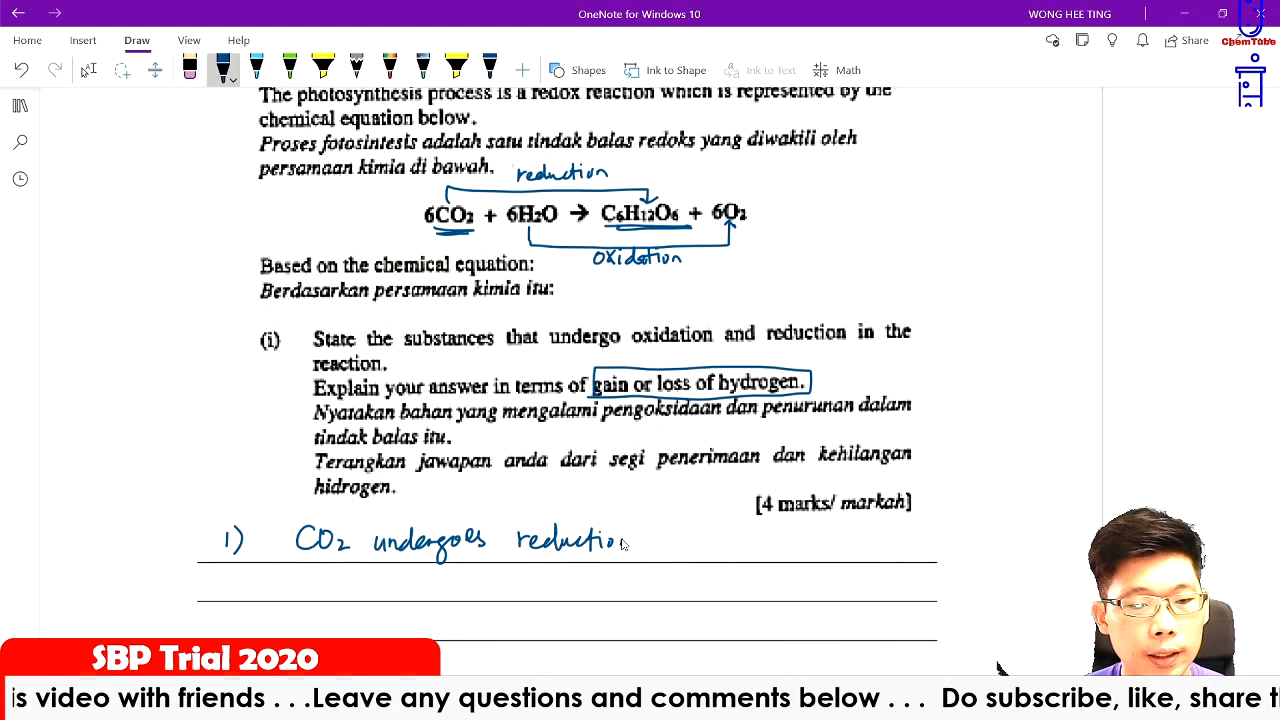 OneNote for Windows 10
WONG HEE TING
ChemTube
Home Insert Draw View Help
Share
Shapes Ink to Shape Ink to Text Math
The photosynthesis process is a redox reaction which is represented by the
chemical equation below.
Proses fotosintesis adalah satu tindak balas redoks yang diwakili oleh
persamaan kimia di bawah.
reduction
6CO₂ + 6H₂O → C₆H₁₂O₆ + 6O₂
oxidation
Based on the chemical equation:
Berdasarkan persamaan kimia itu:
(i) State the substances that undergo oxidation and reduction in the
reaction.
Explain your answer in terms of gain or loss of hydrogen.
Nyatakan bahan yang mengalami pengoksidaan dan penurunan dalam
tindak balas itu.
Terangkan jawapan anda dari segi penerimaan dan kehilangan
hidrogen.
[4 marks/ markah]
1) CO₂ undergoes reduction
SBP Trial 2020
is video with friends . . .Leave any questions and comments below . . . Do subscribe, like, share t